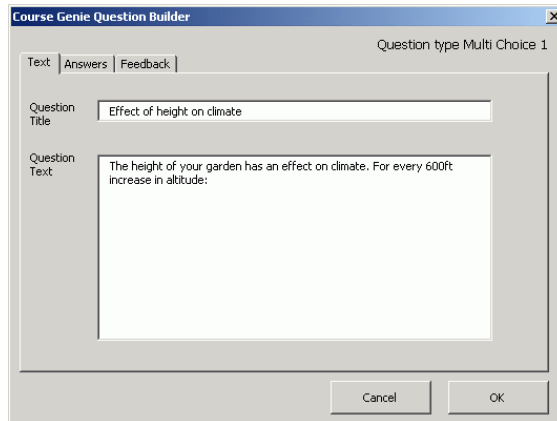 Course Genie Question Builder
Question type Multi Choice 1
Text Answers Feedback
Question Title
Effect of height on climate
Question Text
The height of your garden has an effect on climate. For every 600ft
increase in altitude:
Cancel OK